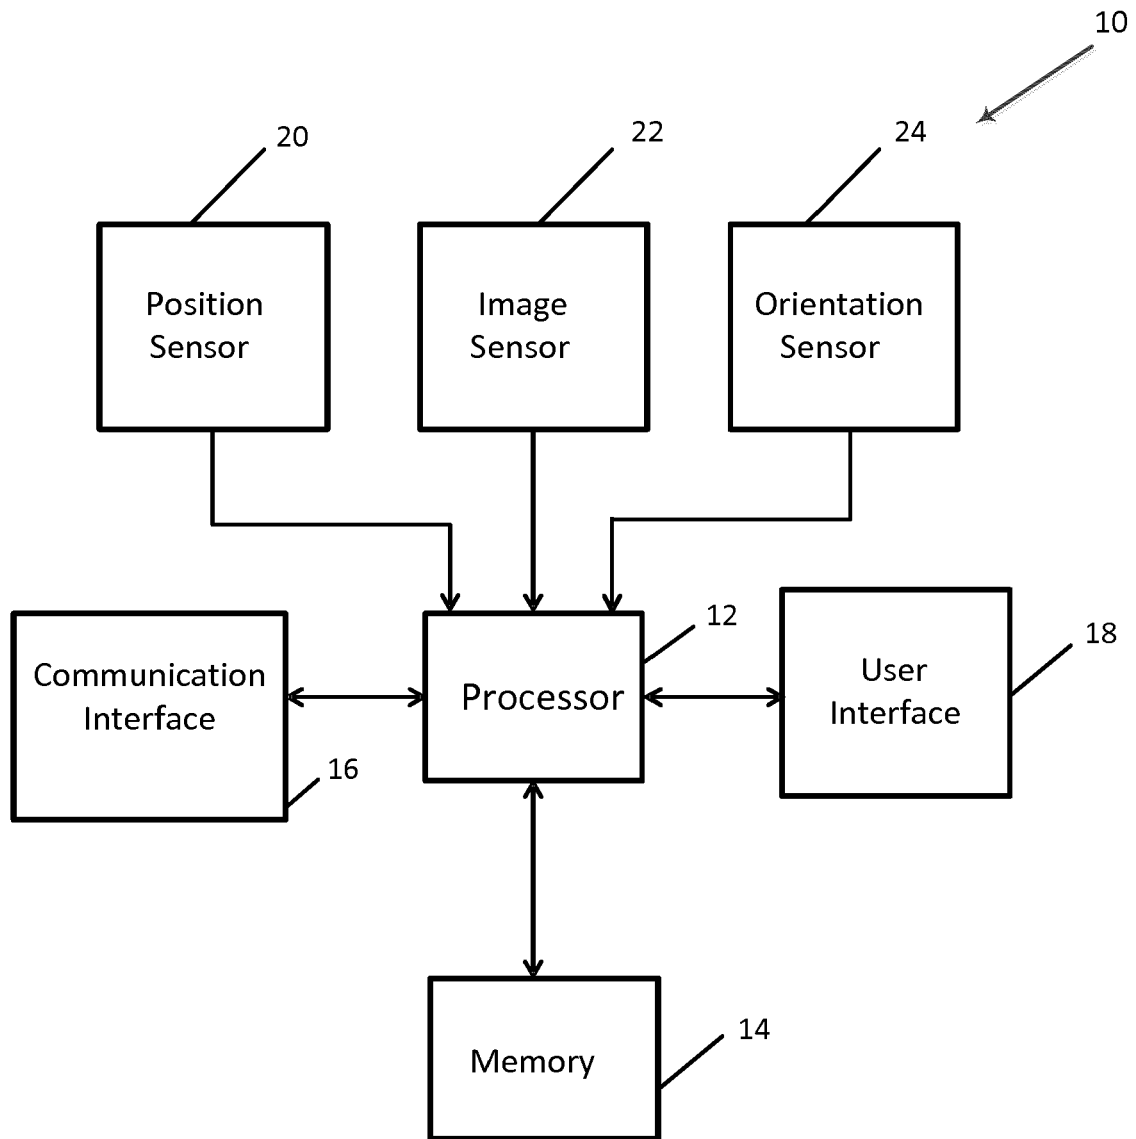 10
20
22
24
Position
Sensor
Image
Sensor
Orientation
Sensor
12
18
Communication
Interface
Processor
User
Interface
16
14
Memory